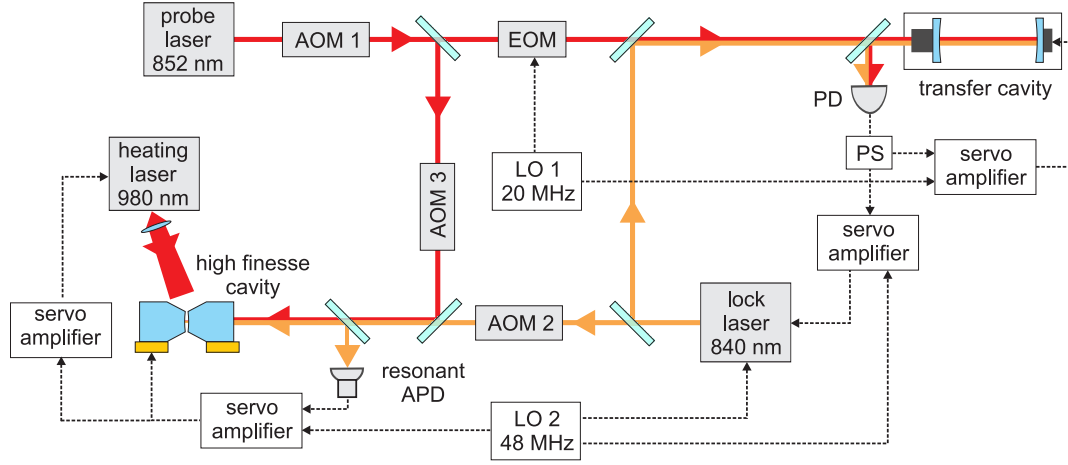 probe
laser
852 nm
AOM 1
EOM
PD
transfer cavity
heating
laser
980 nm
AOM 3
LO 1
20 MHz
PS
servo
amplifier
servo
amplifier
high finesse
cavity
servo
amplifier
AOM 2
lock
laser
840 nm
resonant
APD
servo
amplifier
LO 2
48 MHz